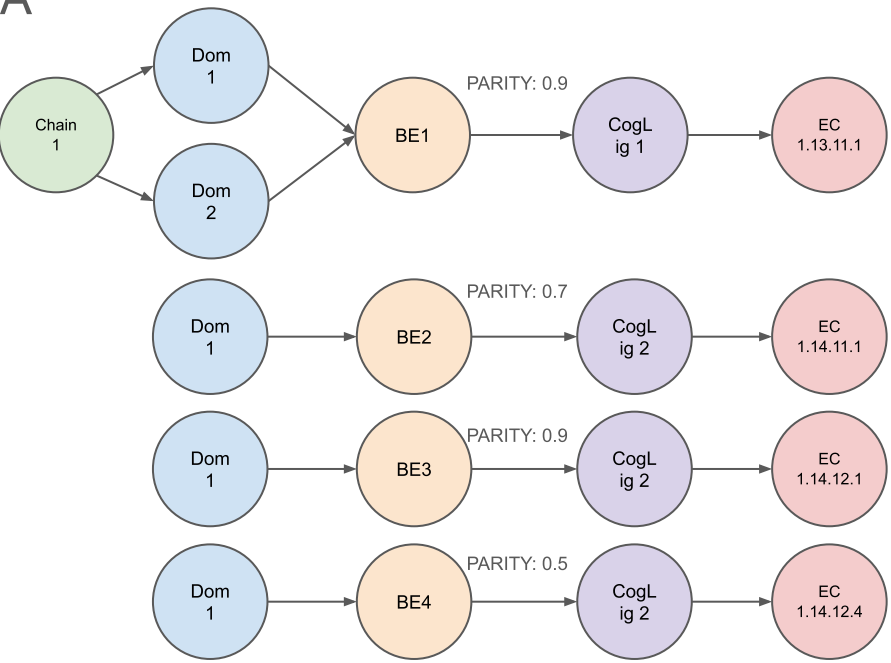 A
Dom
1
Chain
1
Dom
2
BE1
PARITY: 0.9
CogL
ig 1
EC
1.13.11.1
Dom
1
BE2
PARITY: 0.7
CogL
ig 2
EC
1.14.11.1
Dom
1
BE3
PARITY: 0.9
CogL
ig 2
EC
1.14.12.1
Dom
1
BE4
PARITY: 0.5
CogL
ig 2
EC
1.14.12.4